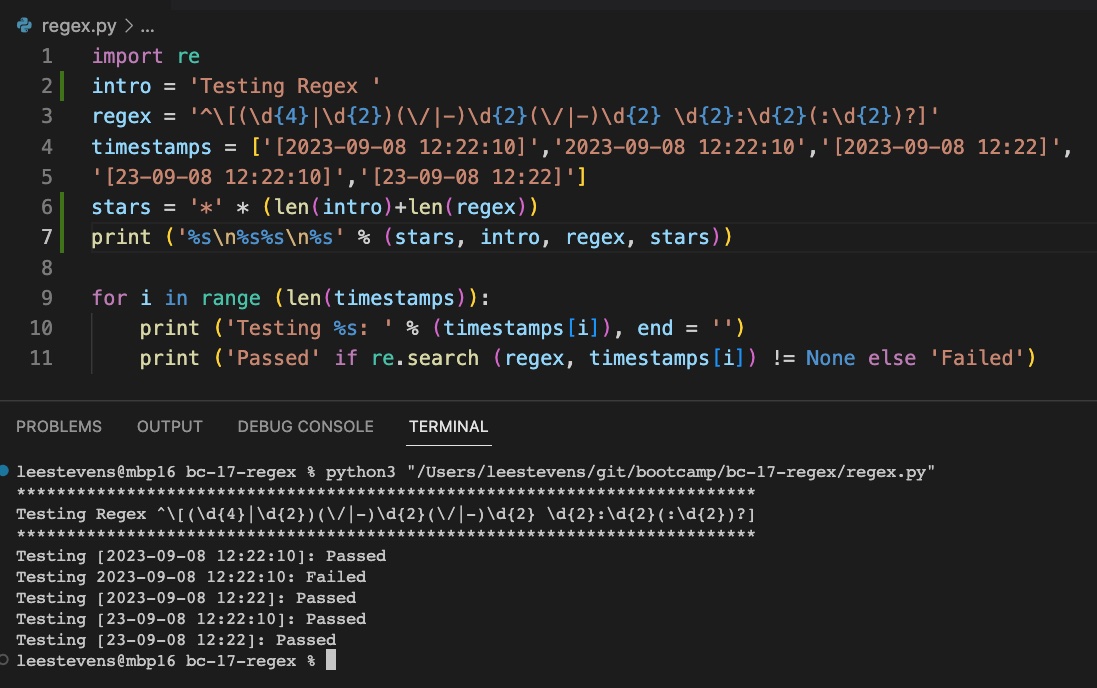 regex.py > ...
1 import re
2 intro = 'Testing Regex '
3 regex = '^\[(\d{4}|\d{2})(\/|-)\d{2}(\/|-)\d{2} \d{2}:\d{2}(:\d{2})?]'
4 timestamps = ['[2023-09-08 12:22:10]','2023-09-08 12:22:10','[2023-09-08 12:22]',
5 '[23-09-08 12:22:10]','[23-09-08 12:22]']
6 stars = '*' * (len(intro)+len(regex))
7 print ('%s\n%s%s\n%s' % (stars, intro, regex, stars))
8
9 for i in range (len(timestamps)):
10     print ('Testing %s: ' % (timestamps[i]), end = '')
11     print ('Passed' if re.search (regex, timestamps[i]) != None else 'Failed')
PROBLEMS OUTPUT DEBUG CONSOLE TERMINAL
leestevens@mbp16 bc-17-regex % python3 "/Users/leestevens/git/bootcamp/bc-17-regex/regex.py"
**************************************************************************
Testing Regex ^\[(\d{4}|\d{2})(\/|-)\d{2}(\/|-)\d{2} \d{2}:\d{2}(:\d{2})?]
**************************************************************************
Testing [2023-09-08 12:22:10]: Passed
Testing 2023-09-08 12:22:10: Failed
Testing [2023-09-08 12:22]: Passed
Testing [23-09-08 12:22:10]: Passed
Testing [23-09-08 12:22]: Passed
leestevens@mbp16 bc-17-regex %